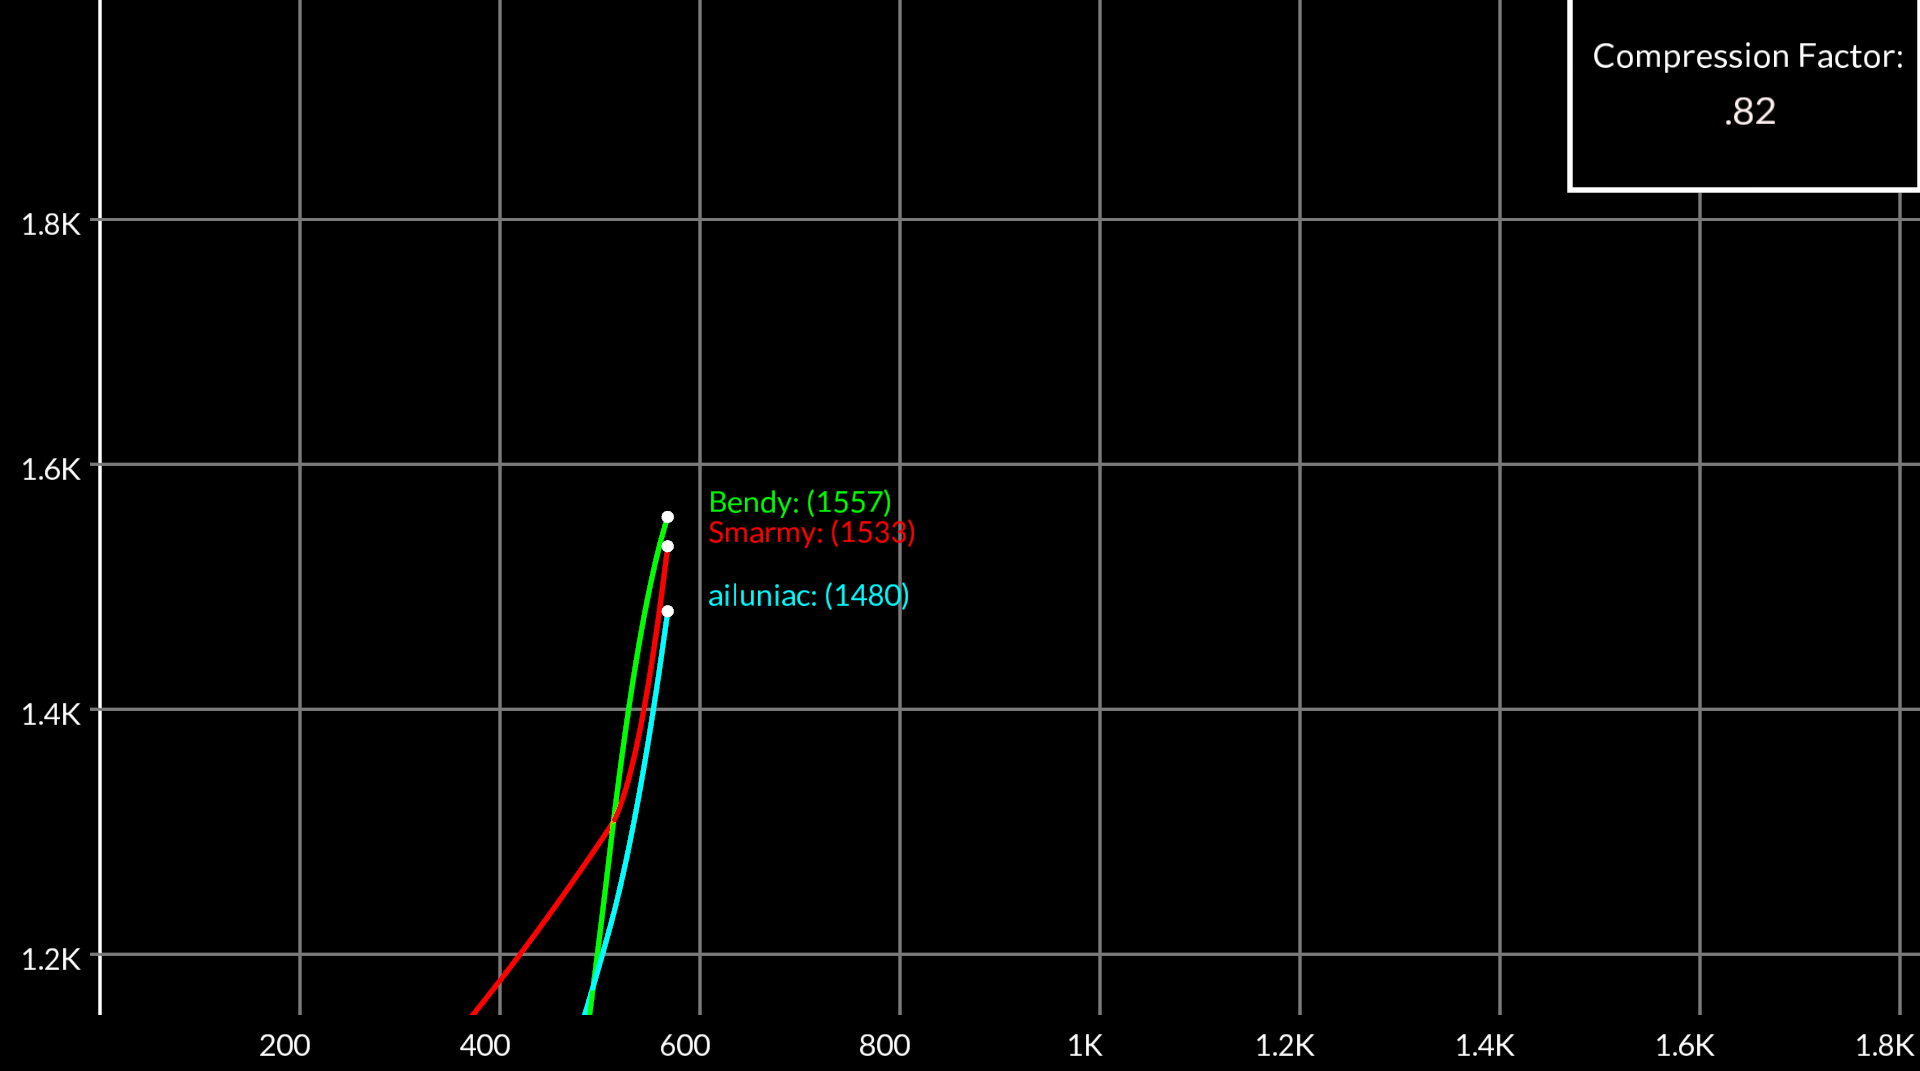 Compression Factor:
.82
1.8K
1.6K
Bendy: (1557)
Smarmy: (1533)
ailuniac: (1480)
1.4K
1.2K
200 400 600 800 1K 1.2K 1.4K 1.6K 1.8K